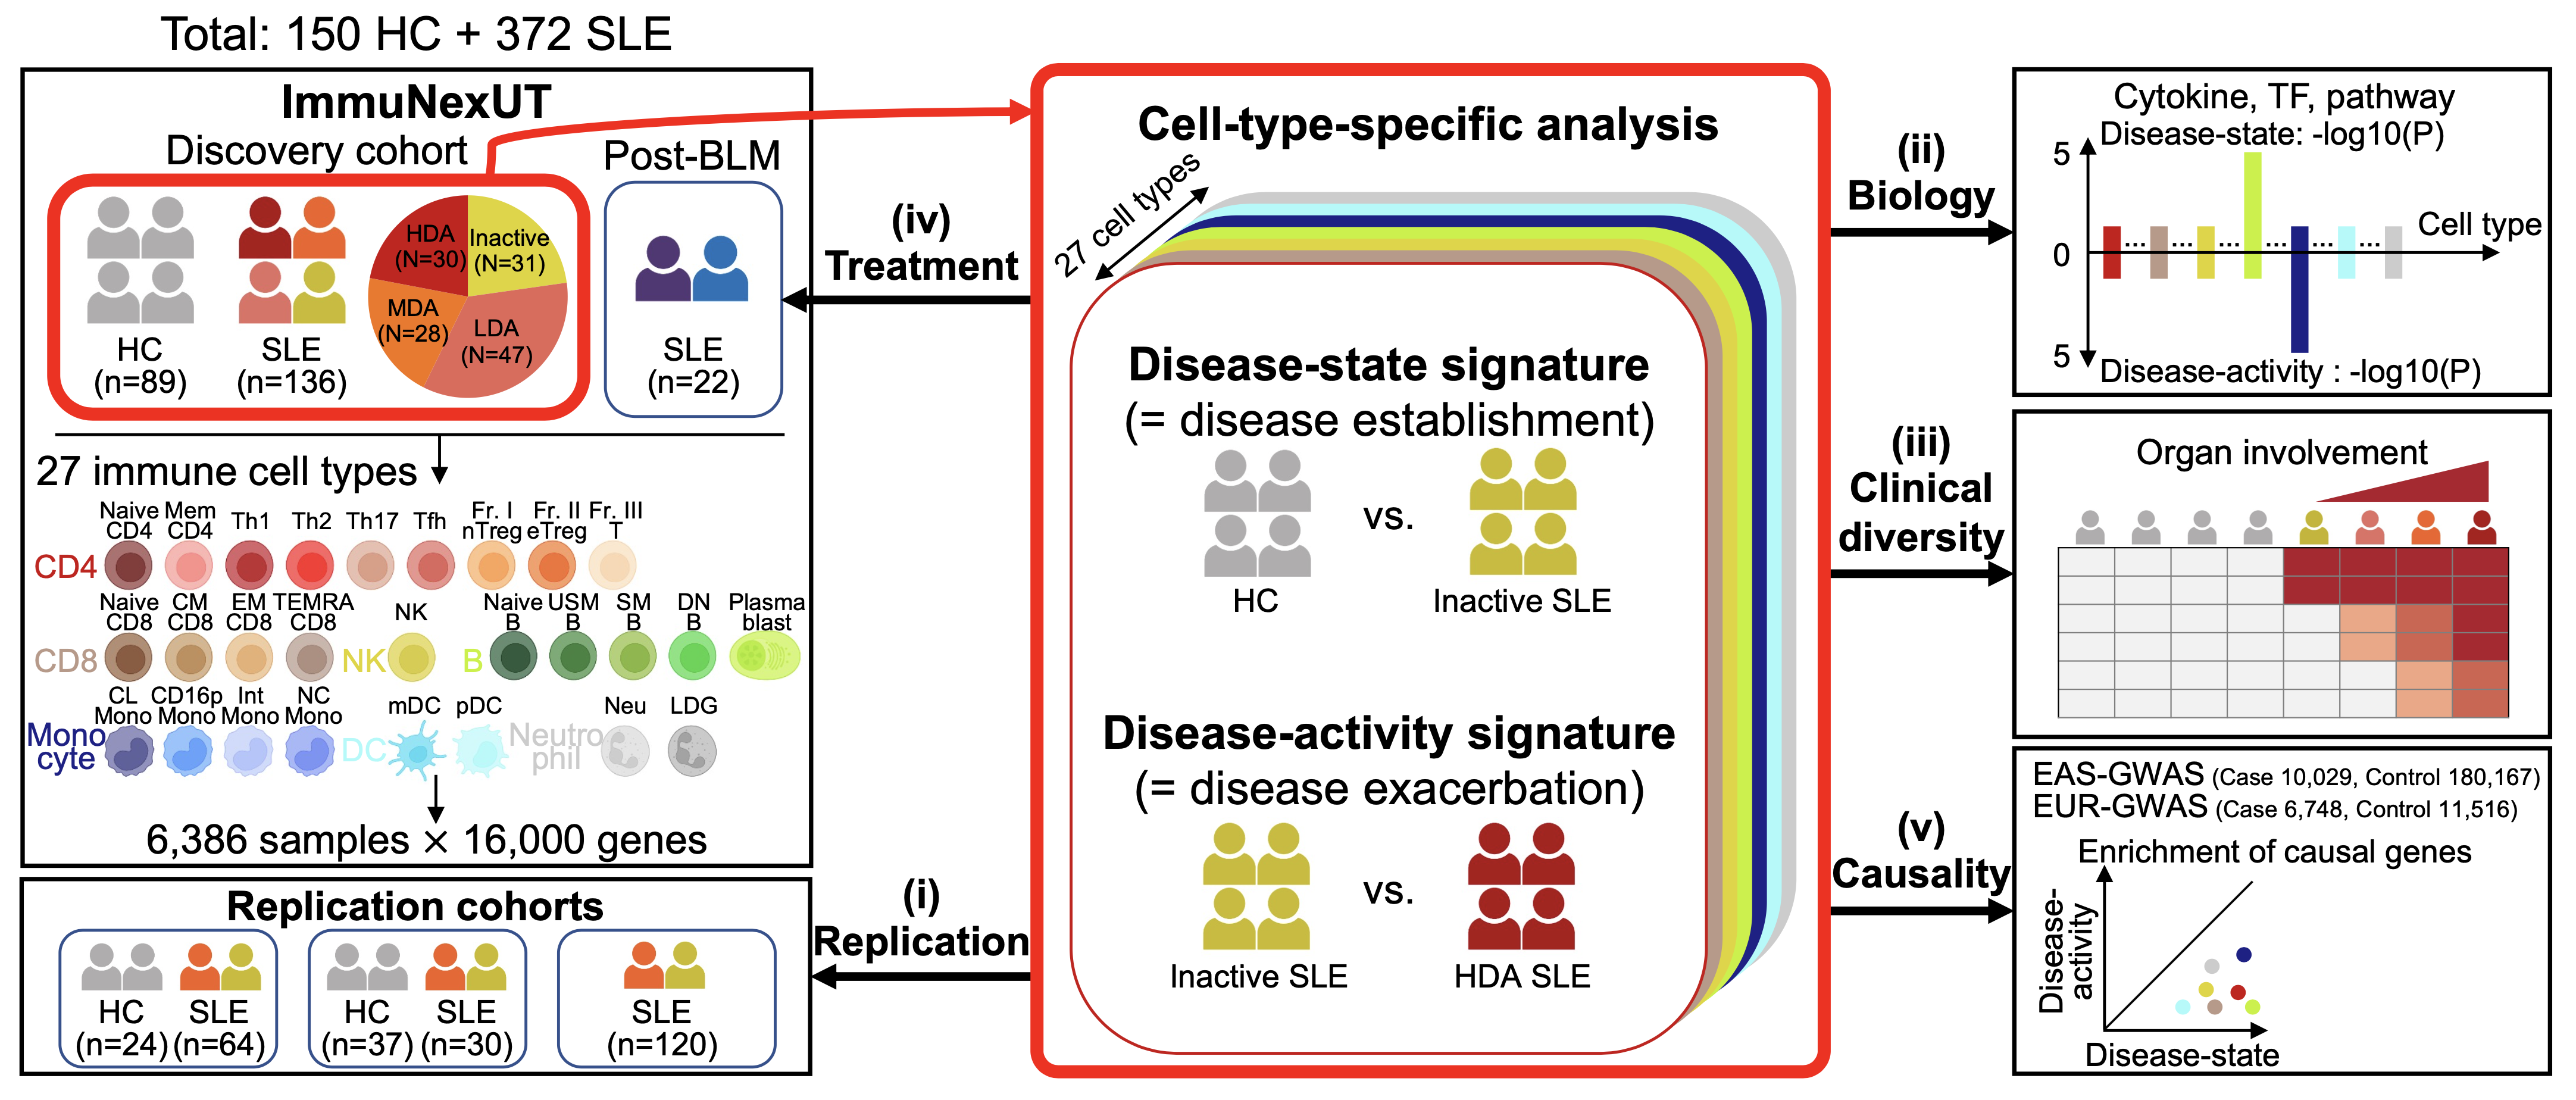 Total: 150 HC + 372 SLE
ImmuNexUT
Discovery cohort
Post-BLM
HDA
(N=30)
Inactive
(N=31)
MDA
(N=28)
LDA
(N=47)
HC
(n=89)
SLE
(n=136)
SLE
(n=22)
27 immune cell types
Naive
CD4
Mem
CD4
Th1
Th2
Th17
Tfh
Fr. I
nTreg
Fr. II
eTreg
Fr. III
T
CD4
Naive
CD8
CM
CD8
EM
CD8
TEMRA
CD8
NK
Naive
B
USM
B
SM
B
DN
B
Plasma
blast
CD8
NK
B
CL
Mono
CD16p
Mono
Int
Mono
NC
Mono
mDC
pDC
Neu
LDG
Mono
cyte
DC
Neutro
phil
6,386 samples × 16,000 genes
Replication cohorts
HC
(n=24)
SLE
(n=64)
HC
(n=37)
SLE
(n=30)
SLE
(n=120)
(iv)
Treatment
(i)
Replication
Cell-type-specific analysis
27 cell types
Disease-state signature
(= disease establishment)
vs.
HC
Inactive SLE
Disease-activity signature
(= disease exacerbation)
vs.
Inactive SLE
HDA SLE
(ii)
Biology
(iii)
Clinical
diversity
(v)
Causality
Cytokine, TF, pathway
Disease-state: -log10(P)
5
0
5
... ... ... ... ... ...
Cell type
Disease-activity : -log10(P)
Organ involvement
EAS-GWAS (Case 10,029, Control 180,167)
EUR-GWAS (Case 6,748, Control 11,516)
Enrichment of causal genes
Disease-
activity
Disease-state